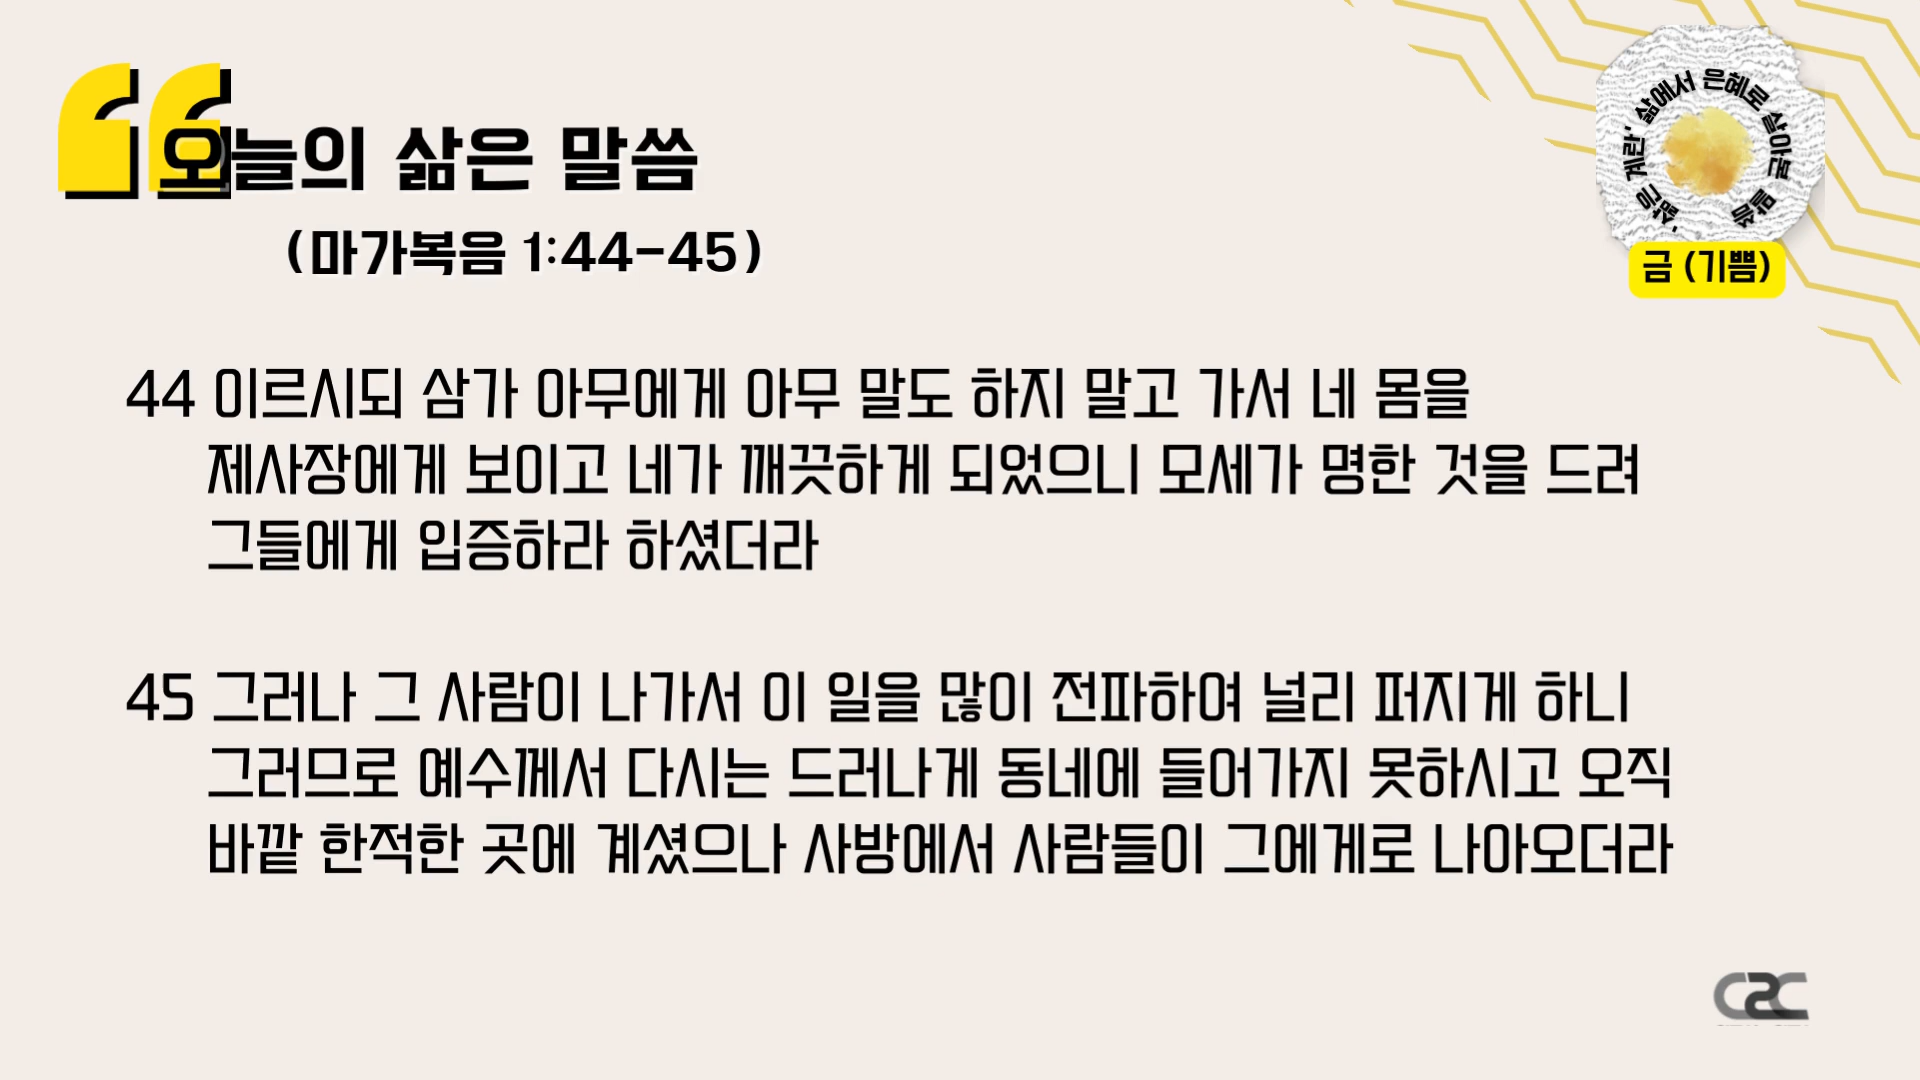 오늘의 삶은 말씀
(마가복음 1:44-45)
'삶은 계란' 삶에서 은혜로 살아본 말씀
금 (기쁨)
44 이르시되 삼가 아무에게 아무 말도 하지 말고 가서 네 몸을
제사장에게 보이고 네가 깨끗하게 되었으니 모세가 명한 것을 드려
그들에게 입증하라 하셨더라
45 그러나 그 사람이 나가서 이 일을 많이 전파하여 널리 퍼지게 하니
그러므로 예수께서 다시는 드러나게 동네에 들어가지 못하시고 오직
바깥 한적한 곳에 계셨으나 사방에서 사람들이 그에게로 나아오더라
C2C